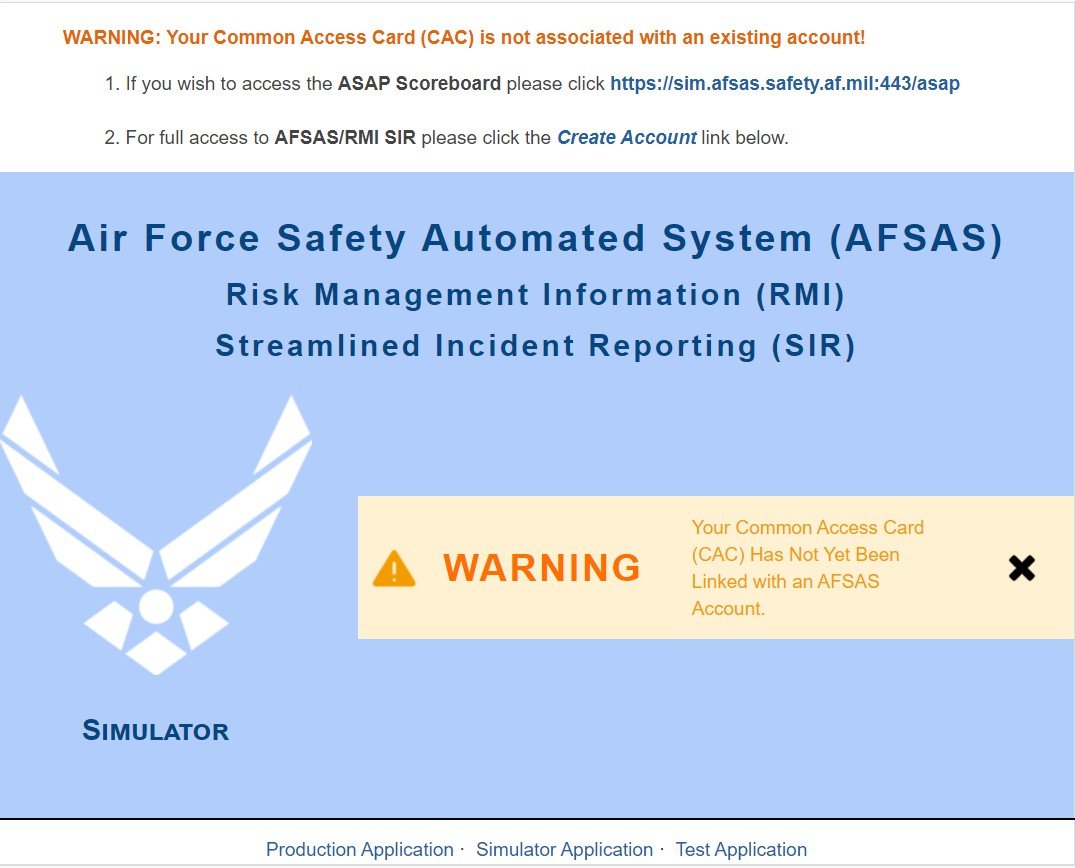 WARNING: Your Common Access Card (CAC) is not associated with an existing account!
1. If you wish to access the ASAP Scoreboard please click https://sim.afsas.safety.af.mil:443/asap
2. For full access to AFSAS/RMI SIR please click the Create Account link below.
Air Force Safety Automated System (AFSAS)
Risk Management Information (RMI)
Streamlined Incident Reporting (SIR)
WARNING
Your Common Access Card
(CAC) Has Not Yet Been
Linked with an AFSAS
Account.
SIMULATOR
Production Application · Simulator Application · Test Application